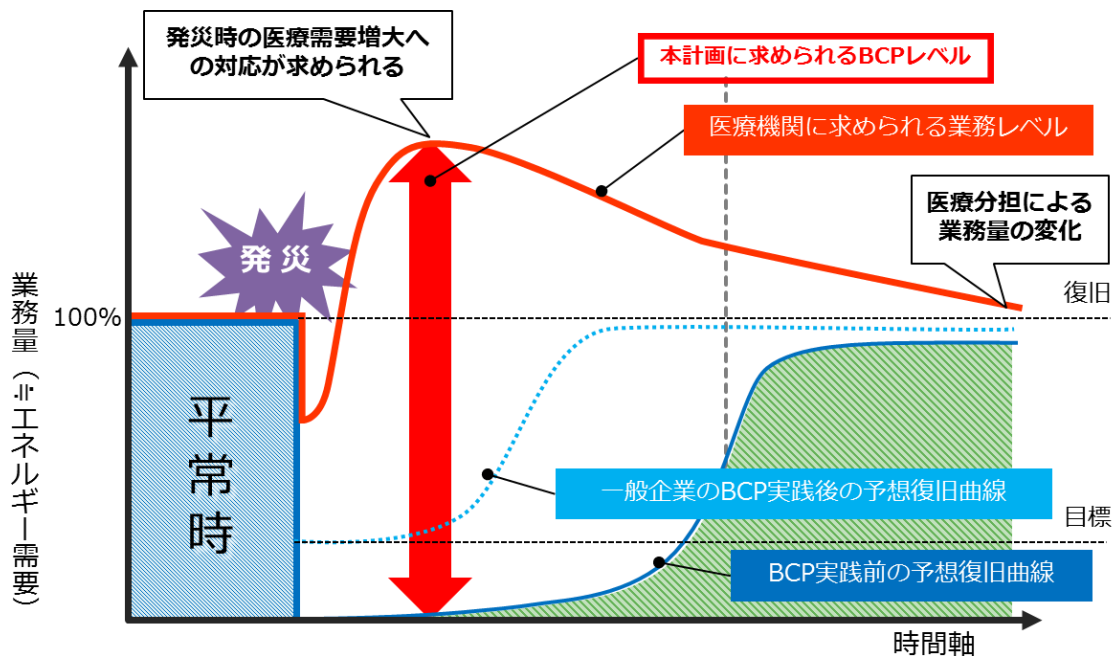 発災時の医療需要増大へ
の対応が求められる
本計画に求められるBCPレベル
医療機関に求められる業務レベル
医療分担による
業務量の変化
発災
復旧
100%
業務量（≒エネルギー需要）
平常時
一般企業のBCP実践後の予想復旧曲線
目標
BCP実践前の予想復旧曲線
時間軸